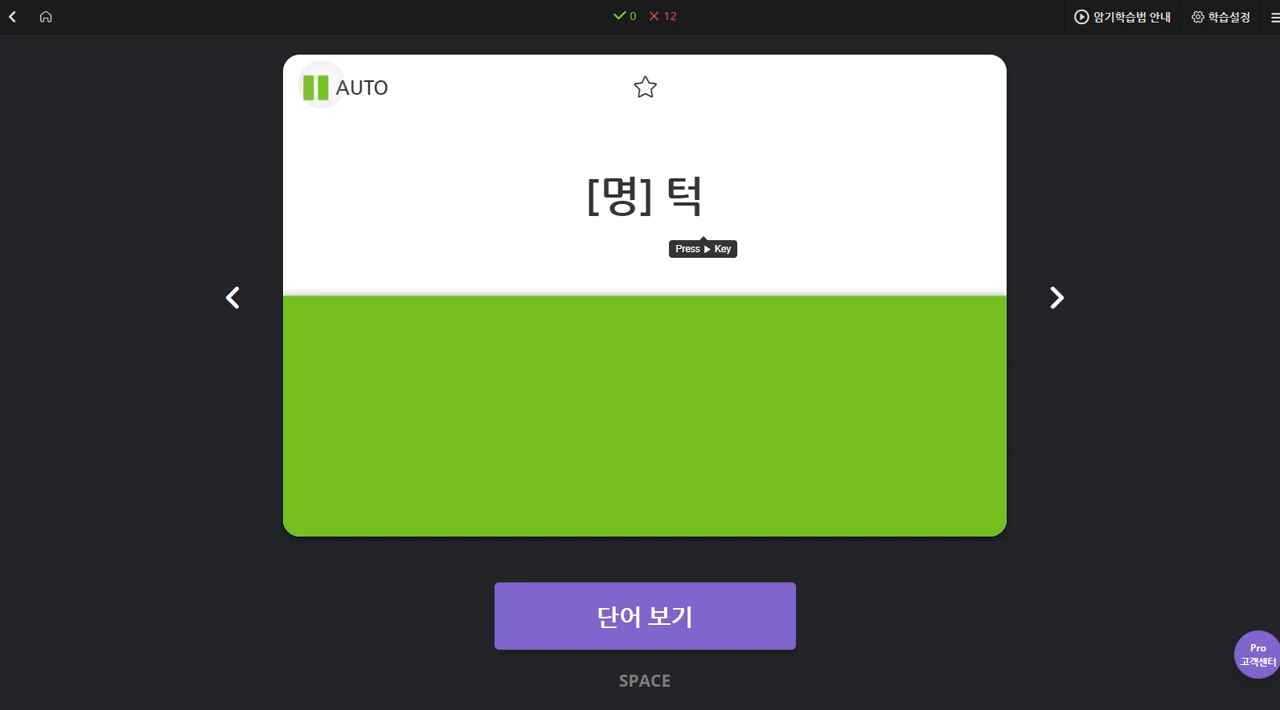 0 12
암기학습법 안내
학습설정
AUTO
[명] 턱
Press ▶ Key
단어 보기
SPACE
Pro
고객센터